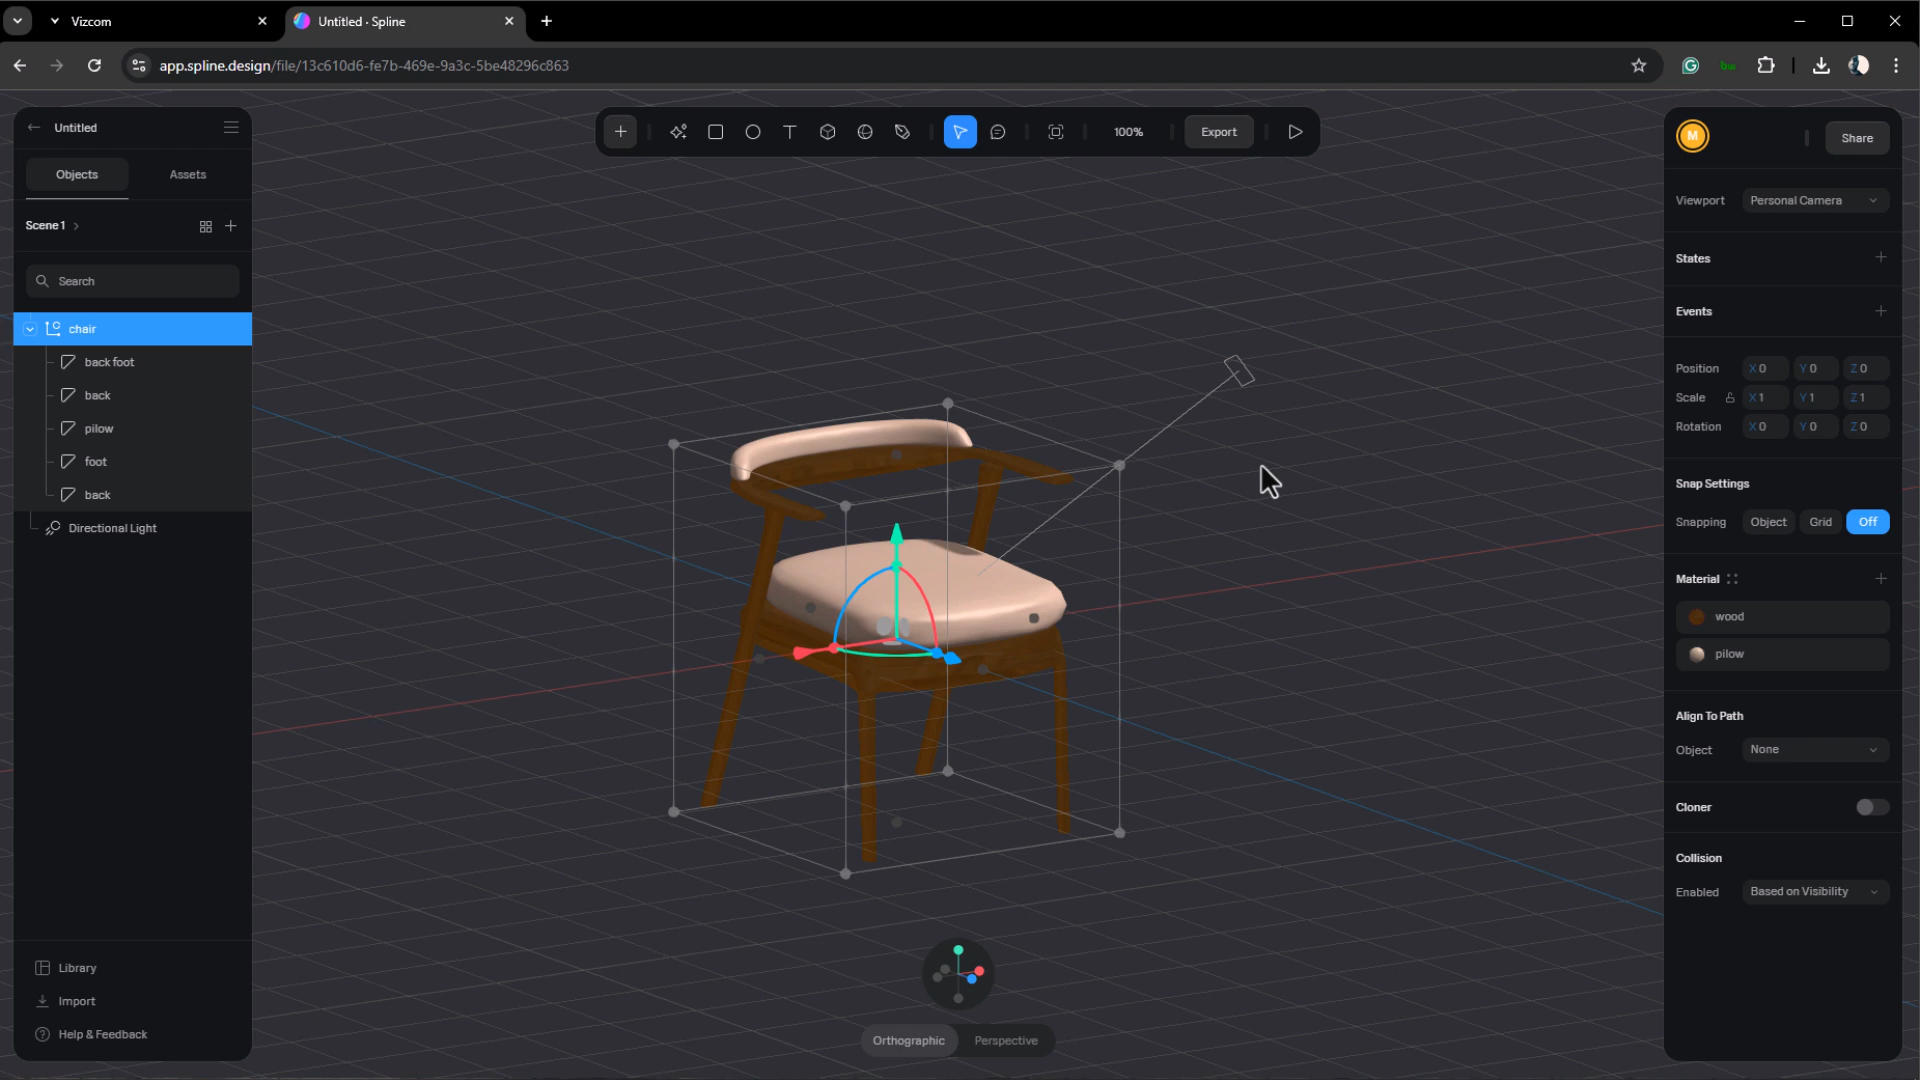 Vizcom
Untitled - Spline
app.spline.design/file/13c610d6-fe7b-469e-9a3c-5be48296c863
Untitled
Objects
Assets
Scene 1
Search
chair
back foot
back
pilow
foot
back
Directional Light
Library
Import
Help & Feedback
100%
Export
Orthographic
Perspective
M
Share
Viewport
Personal Camera
States
Events
Position X 0 Y 0 Z 0
Scale X 1 Y 1 Z 1
Rotation X 0 Y 0 Z 0
Snap Settings
Snapping Object Grid Off
Material
wood
pilow
Align To Path
Object None
Cloner
Collision
Enabled Based on Visibility